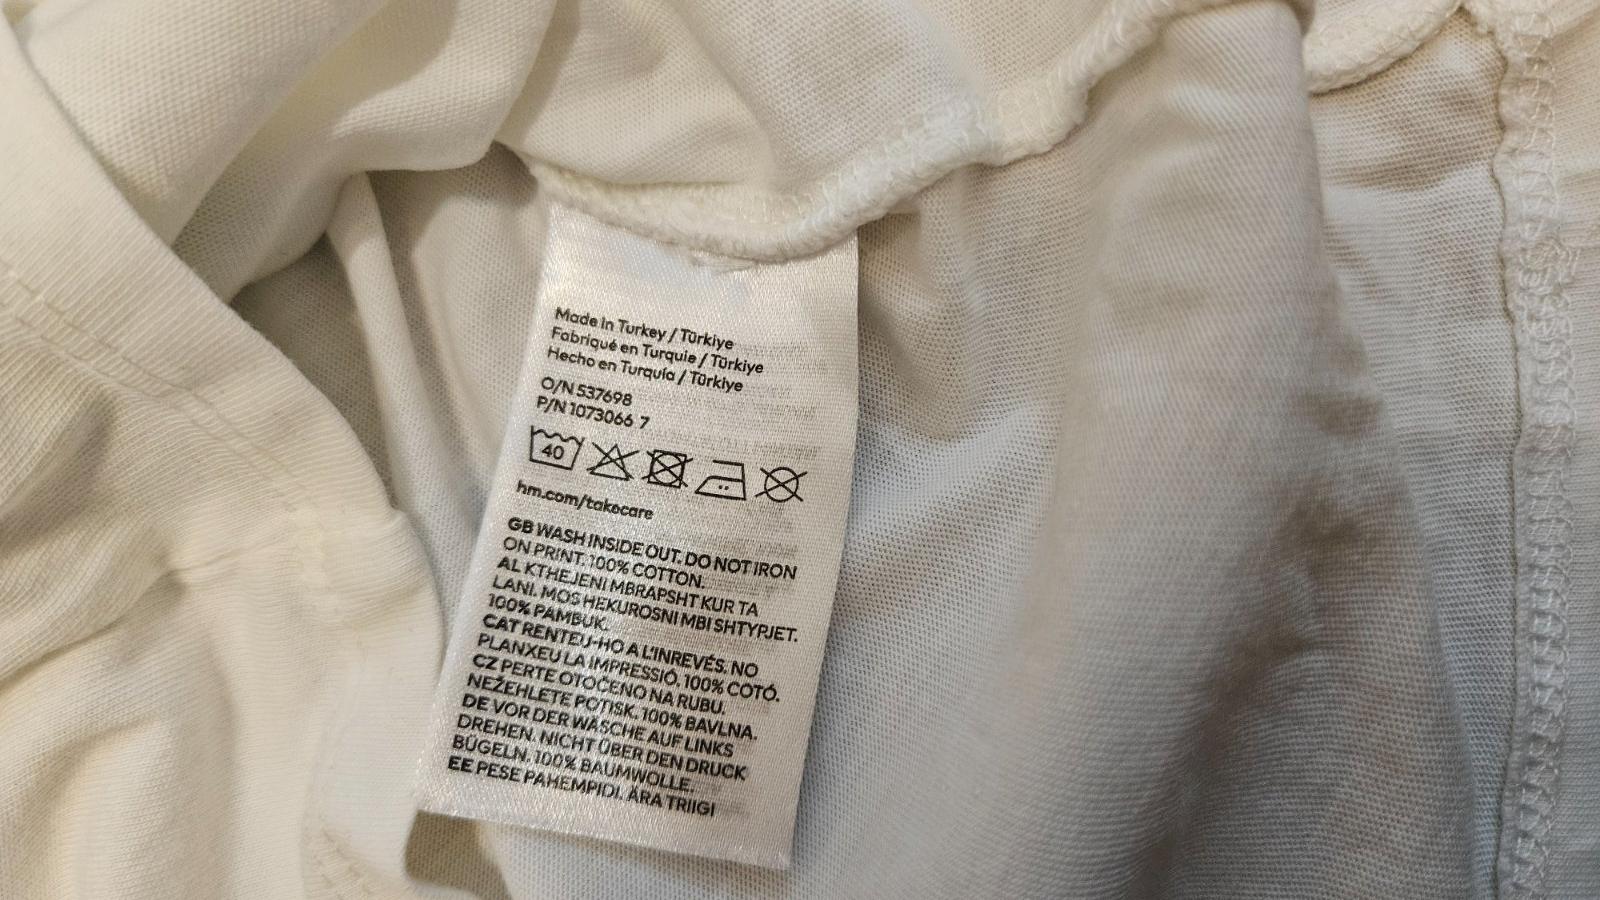 Made in Turkey / Türkiye
Fabriqué en Turquie / Türkiye
Hecho en Turquía / Türkiye
O/N 537698
P/N 1073066 7
40
hm.com/takecare
GB WASH INSIDE OUT. DO NOT IRON
ON PRINT. 100% COTTON.
AL KTHEJENI MBRAPSHT KUR TA
LANI. MOS HEKUROSNI MBI SHTYPJET.
100% PAMBUK.
CAT RENTEU-HO A L'INREVÉS. NO
PLANXEU LA IMPRESSIÓ. 100% COTÓ.
CZ PERTE OTOČENO NA RUBU.
NEŽEHLETE POTISK. 100% BAVLNA.
DE VOR DER WÄSCHE AUF LINKS
DREHEN. NICHT ÜBER DEN DRUCK
BÜGELN. 100% BAUMWOLLE.
EE PESE PAHEMPIDI. ÄRA TRIIGI